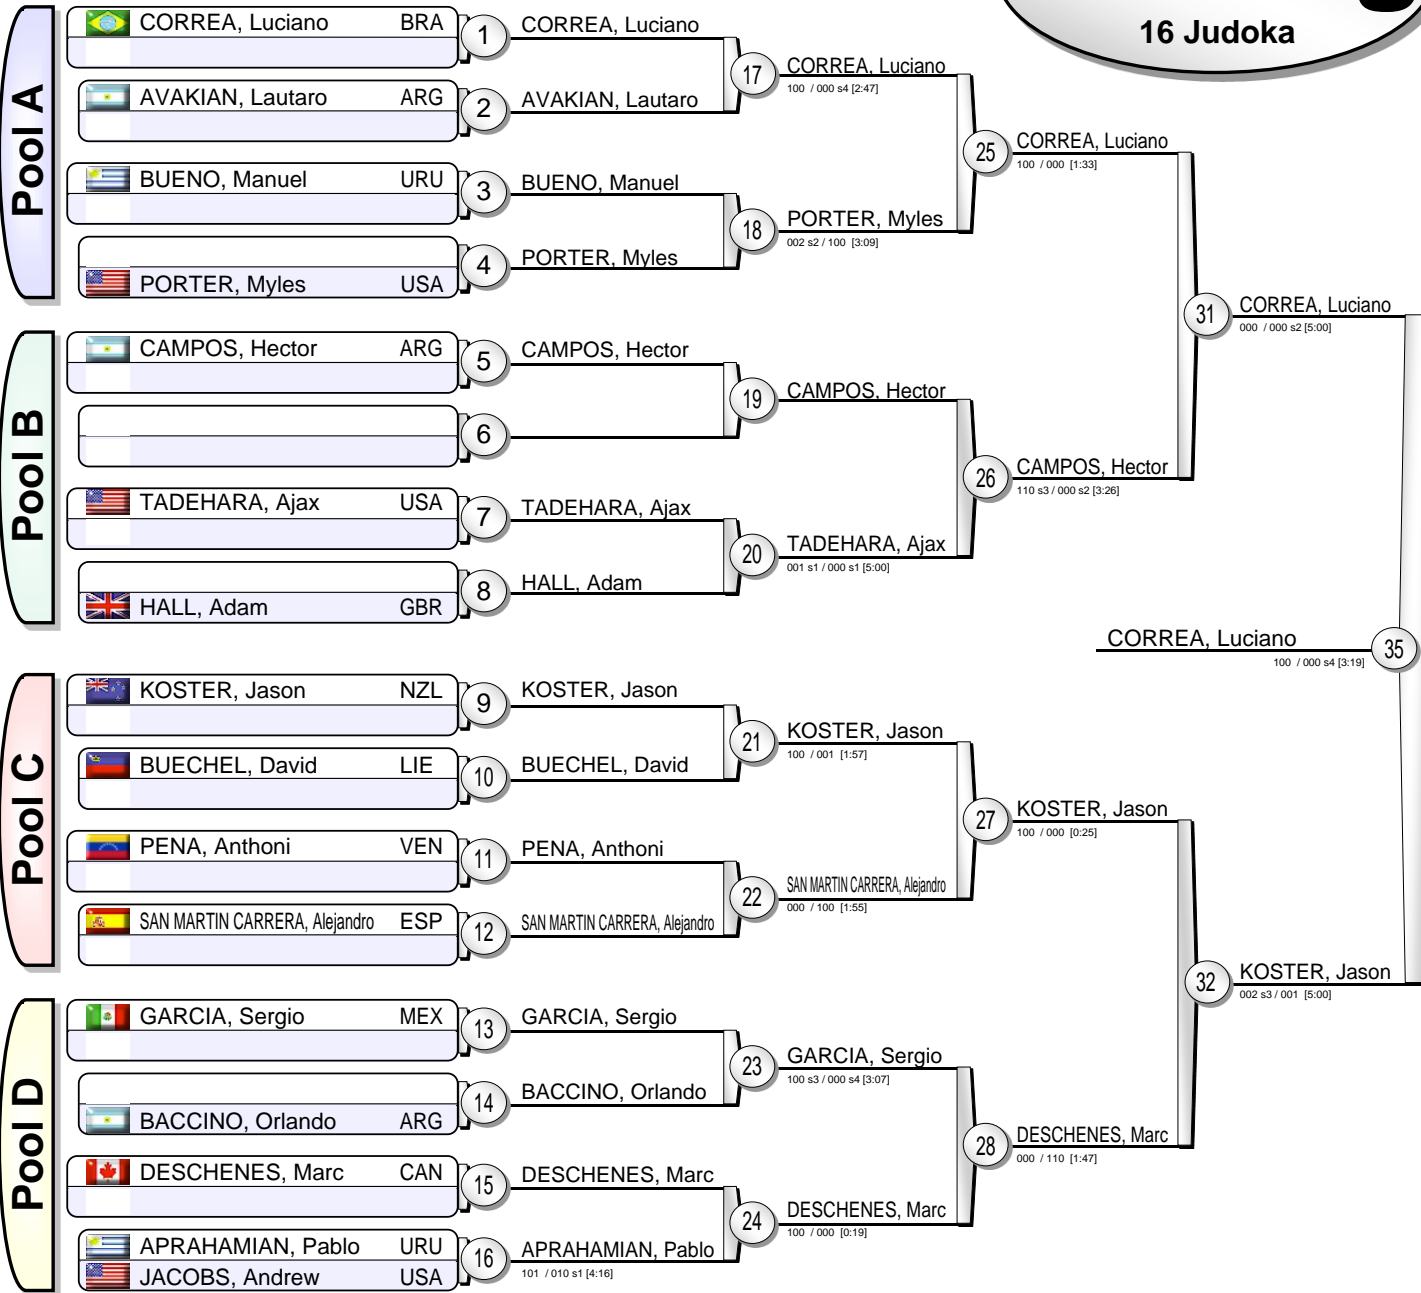 16 Judoka
Pool A
CORREA, Luciano BRA
1
CORREA, Luciano
AVAKIAN, Lautaro ARG
2
AVAKIAN, Lautaro
17
CORREA, Luciano
100 / 000 s4 [2:47]
BUENO, Manuel URU
3
BUENO, Manuel
PORTER, Myles USA
4
PORTER, Myles
18
PORTER, Myles
002 s2 / 100 [3:09]
25
CORREA, Luciano
100 / 000 [1:33]
Pool B
CAMPOS, Hector ARG
5
CAMPOS, Hector
6
19
CAMPOS, Hector
TADEHARA, Ajax USA
7
TADEHARA, Ajax
HALL, Adam GBR
8
HALL, Adam
20
TADEHARA, Ajax
001 s1 / 000 s1 [5:00]
26
CAMPOS, Hector
110 s3 / 000 s2 [3:26]
31
CORREA, Luciano
000 / 000 s2 [5:00]
CORREA, Luciano
100 / 000 s4 [3:19]
35
Pool C
KOSTER, Jason NZL
9
KOSTER, Jason
BUECHEL, David LIE
10
BUECHEL, David
21
KOSTER, Jason
100 / 001 [1:57]
PENA, Anthoni VEN
11
PENA, Anthoni
SAN MARTIN CARRERA, Alejandro ESP
12
SAN MARTIN CARRERA, Alejandro
22
SAN MARTIN CARRERA, Alejandro
000 / 100 [1:55]
27
KOSTER, Jason
100 / 000 [0:25]
Pool D
GARCIA, Sergio MEX
13
GARCIA, Sergio
BACCINO, Orlando ARG
14
BACCINO, Orlando
23
GARCIA, Sergio
100 s3 / 000 s4 [3:07]
DESCHENES, Marc CAN
15
DESCHENES, Marc
APRAHAMIAN, Pablo URU
JACOBS, Andrew USA
16
APRAHAMIAN, Pablo
101 / 010 s1 [4:16]
24
DESCHENES, Marc
100 / 000 [0:19]
28
DESCHENES, Marc
000 / 110 [1:47]
32
KOSTER, Jason
002 s3 / 001 [5:00]